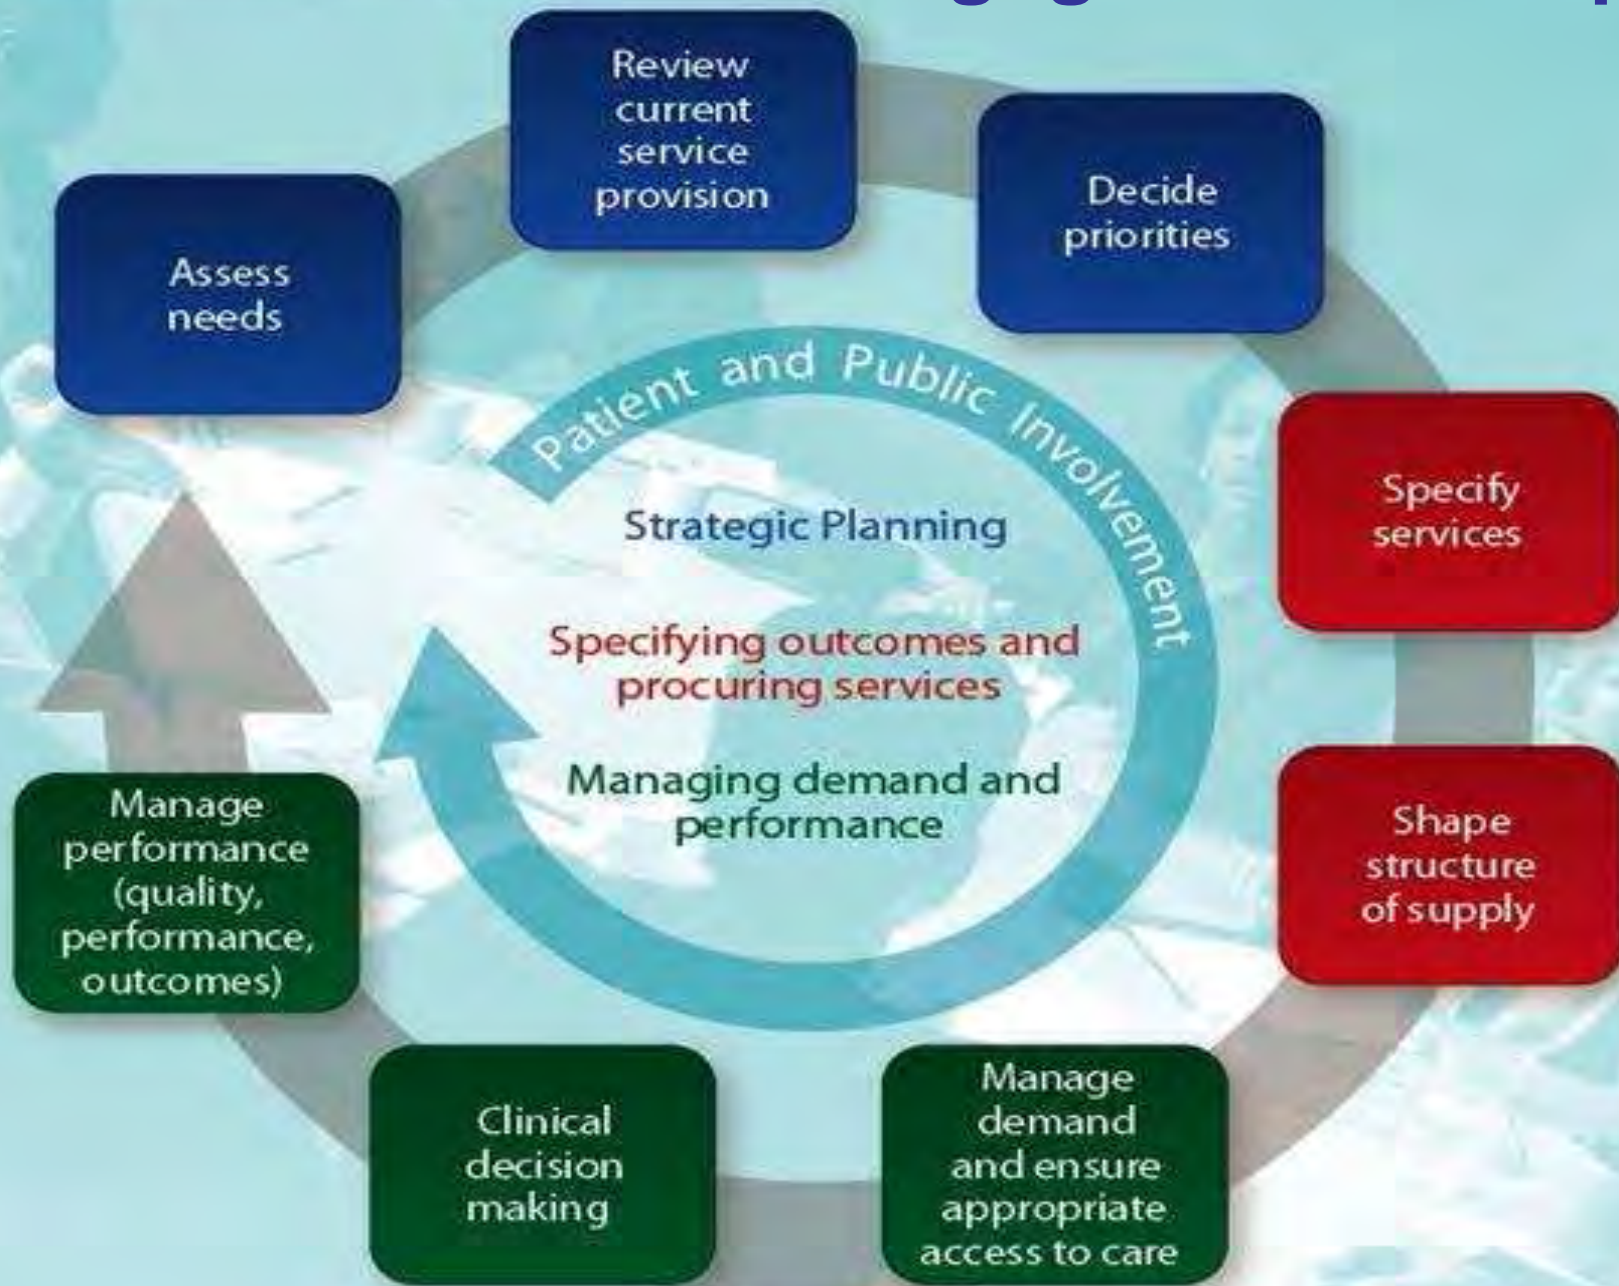 Review
current
service
provision
Decide
priorities
Assess
needs
Patient and Public Involvement
Specify
services
Strategic Planning
Specifying outcomes and
procuring services
Managing demand and
performance
Shape
structure
of supply
Manage
performance
(quality,
performance,
outcomes)
Clinical
decision
making
Manage
demand
and ensure
appropriate
access to care